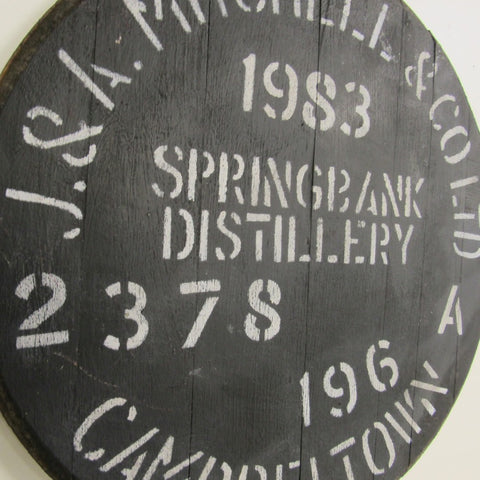 J. & A. MITCHELL & CO LTD
1983
SPRINGBANK
DISTILLERY
2378 A
196
CAMPBELTOWN